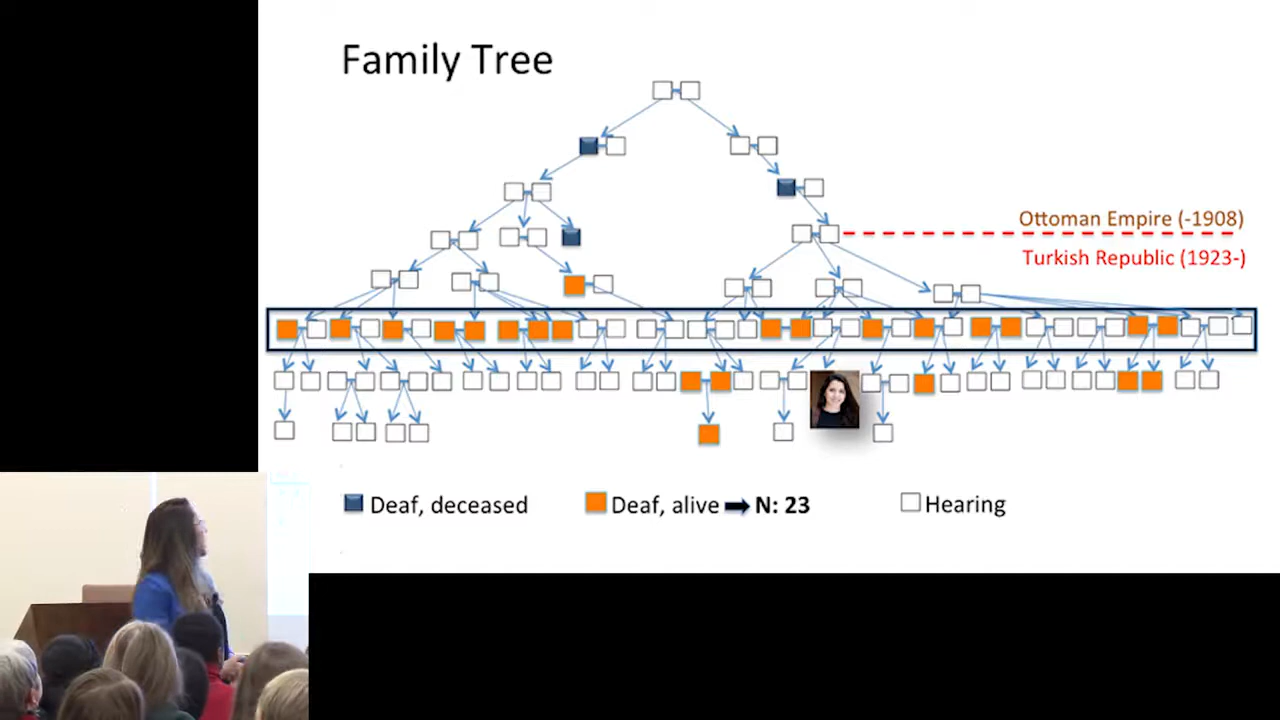 Family Tree
Ottoman Empire (-1908)
Turkish Republic (1923-)
Deaf, deceased
Deaf, alive ➡ N: 23
Hearing